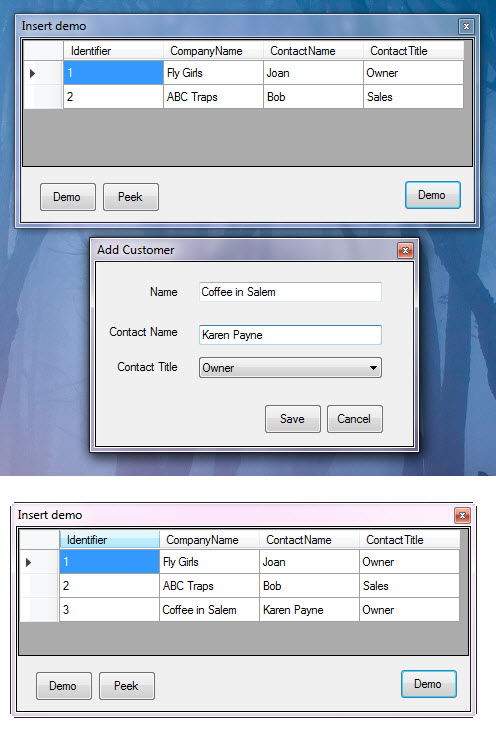 Insert demo
Identifier CompanyName ContactName ContactTitle
1 Fly Girls Joan Owner
2 ABC Traps Bob Sales
Demo Peek Demo
Add Customer
Name Coffee in Salem
Contact Name Karen Payne
Contact Title Owner
Save Cancel
Insert demo
Identifier CompanyName ContactName ContactTitle
1 Fly Girls Joan Owner
2 ABC Traps Bob Sales
3 Coffee in Salem Karen Payne Owner
Demo Peek Demo